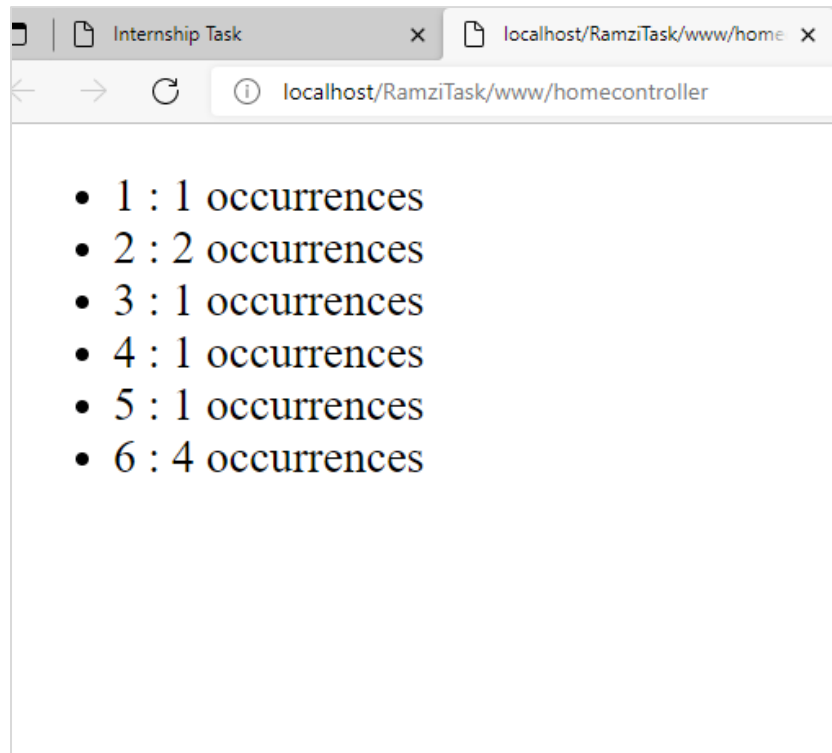 Internship Task
localhost/RamziTask/www/home
localhost/RamziTask/www/homecontroller
• 1 : 1 occurrences
• 2 : 2 occurrences
• 3 : 1 occurrences
• 4 : 1 occurrences
• 5 : 1 occurrences
• 6 : 4 occurrences